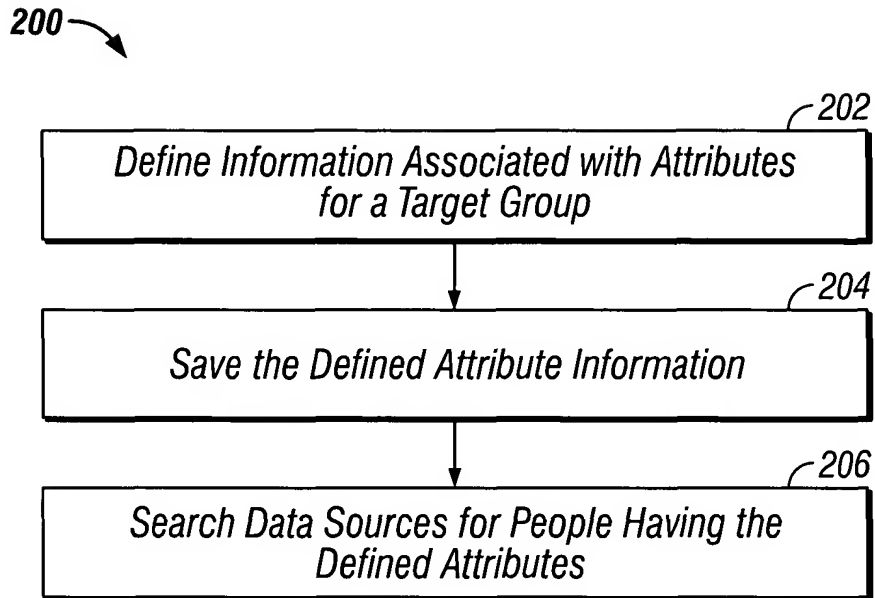 200
202
Define Information Associated with Attributes
for a Target Group
204
Save the Defined Attribute Information
206
Search Data Sources for People Having the
Defined Attributes